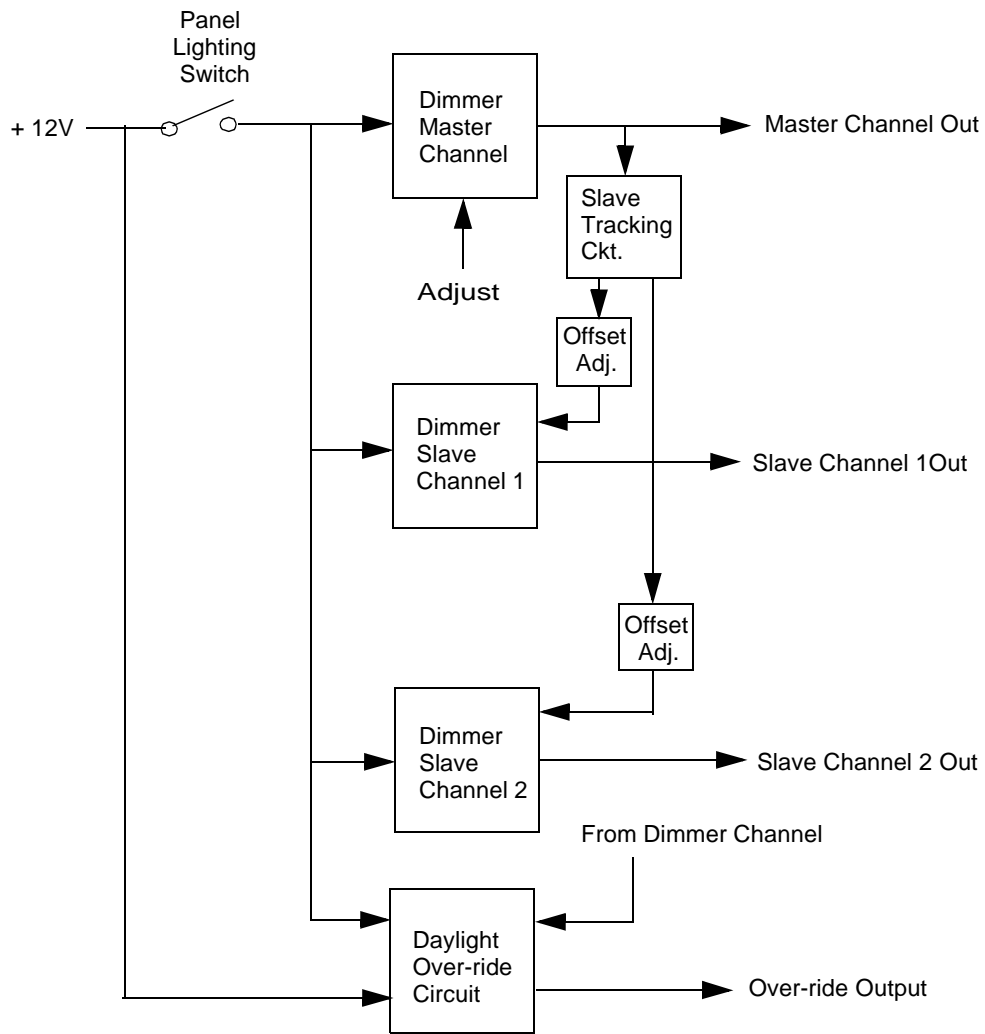 Panel
Lighting
Switch
+ 12V
Dimmer
Master
Channel
Master Channel Out
Slave
Tracking
Ckt.
Adjust
Offset
Adj.
Dimmer
Slave
Channel 1
Slave Channel 1Out
Offset
Adj.
Dimmer
Slave
Channel 2
Slave Channel 2 Out
From Dimmer Channel
Daylight
Over-ride
Circuit
Over-ride Output